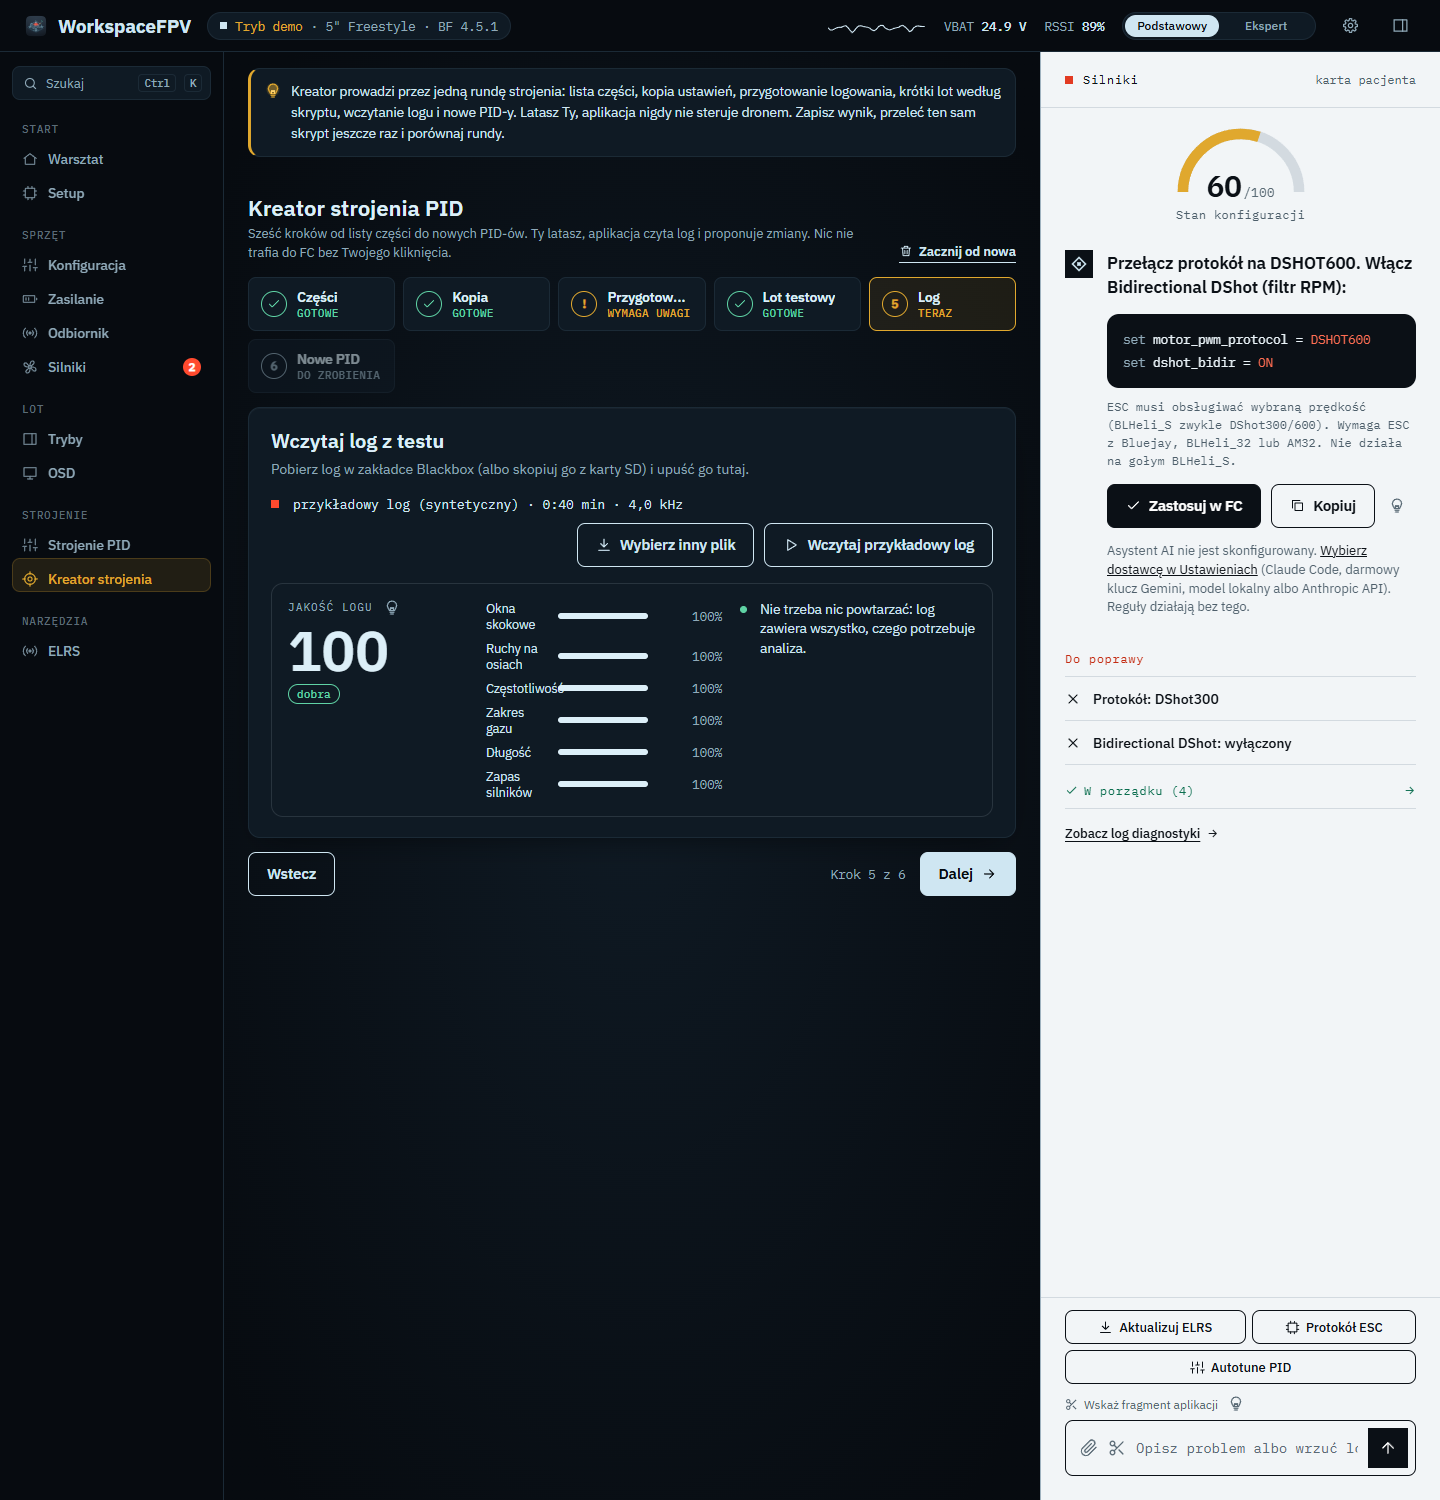 WorkspaceFPV
Tryb demo · 5" Freestyle · BF 4.5.1
VBAT 24.9 V
RSSI 89%
Podstawowy
Ekspert
Szukaj
Ctrl
K
START
Warsztat
Setup
SPRZĘT
Konfiguracja
Zasilanie
Odbiornik
Silniki
2
LOT
Tryby
OSD
STROJENIE
Strojenie PID
Kreator strojenia
NARZĘDZIA
ELRS
Kreator prowadzi przez jedną rundę strojenia: lista części, kopia ustawień, przygotowanie logowania, krótki lot według
skryptu, wczytanie logu i nowe PID-y. Latasz Ty, aplikacja nigdy nie steruje dronem. Zapisz wynik, przeleć ten sam
skrypt jeszcze raz i porównaj rundy.
Kreator strojenia PID
Sześć kroków od listy części do nowych PID-ów. Ty latasz, aplikacja czyta log i proponuje zmiany. Nic nie
trafia do FC bez Twojego kliknięcia.
Zacznij od nowa
Części
GOTOWE
Kopia
GOTOWE
!
Przygotow...
WYMAGA UWAGI
Lot testowy
GOTOWE
5
Log
TERAZ
6
Nowe PID
DO ZROBIENIA
Wczytaj log z testu
Pobierz log w zakładce Blackbox (albo skopiuj go z karty SD) i upuść go tutaj.
przykładowy log (syntetyczny) · 0:40 min · 4,0 kHz
Wybierz inny plik
Wczytaj przykładowy log
JAKOŚĆ LOGU
100
dobra
Okna
skokowe
100%
Ruchy na
osiach
100%
Częstotliwość
100%
Zakres
gazu
100%
Długość
100%
Zapas
silników
100%
Nie trzeba nic powtarzać: log
zawiera wszystko, czego potrzebuje
analiza.
Wstecz
Krok 5 z 6
Dalej
Silniki
karta pacjenta
60/100
Stan konfiguracji
Przełącz protokół na DSHOT600. Włącz
Bidirectional DShot (filtr RPM):
set motor_pwm_protocol = DSHOT600
set dshot_bidir = ON
ESC musi obsługiwać wybraną prędkość
(BLHeli_S zwykle DShot300/600). Wymaga ESC
z Bluejay, BLHeli_32 lub AM32. Nie działa
na gołym BLHeli_S.
Zastosuj w FC
Kopiuj
Asystent AI nie jest skonfigurowany. Wybierz
dostawcę w Ustawieniach (Claude Code, darmowy
klucz Gemini, model lokalny albo Anthropic API).
Reguły działają bez tego.
Do poprawy
Protokół: DShot300
Bidirectional DShot: wyłączony
W porządku (4)
Zobacz log diagnostyki
Aktualizuj ELRS
Protokół ESC
Autotune PID
Wskaż fragment aplikacji
Opisz problem albo wrzuć lo